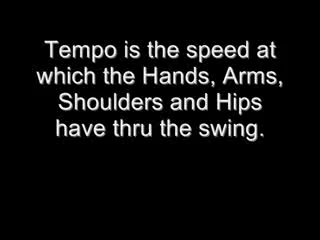 Tempo is the speed at
which the Hands, Arms,
Shoulders and Hips
have thru the swing.